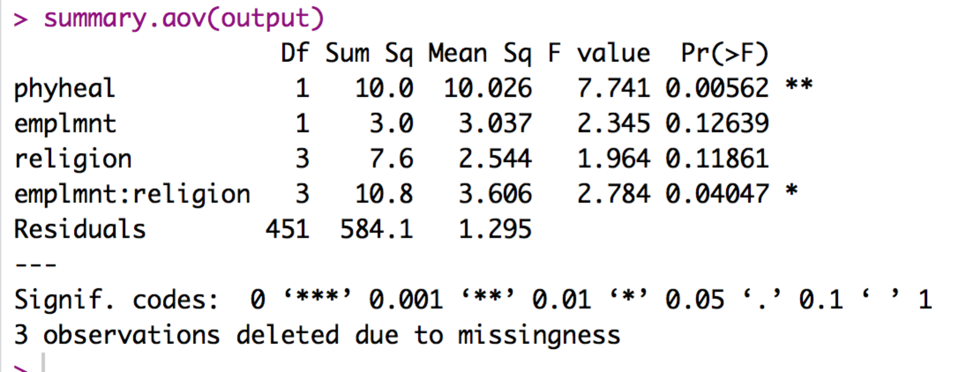 > summary.aov(output)
                  Df Sum Sq Mean Sq F value  Pr(>F)
phyheal            1   10.0  10.026   7.741 0.00562 **
emplmnt            1    3.0   3.037   2.345 0.12639
religion           3    7.6   2.544   1.964 0.11861
emplmnt:religion   3   10.8   3.606   2.784 0.04047 *
Residuals        451  584.1   1.295
---
Signif. codes:  0 ‘***’ 0.001 ‘**’ 0.01 ‘*’ 0.05 ‘.’ 0.1 ‘ ’ 1
3 observations deleted due to missingness
>